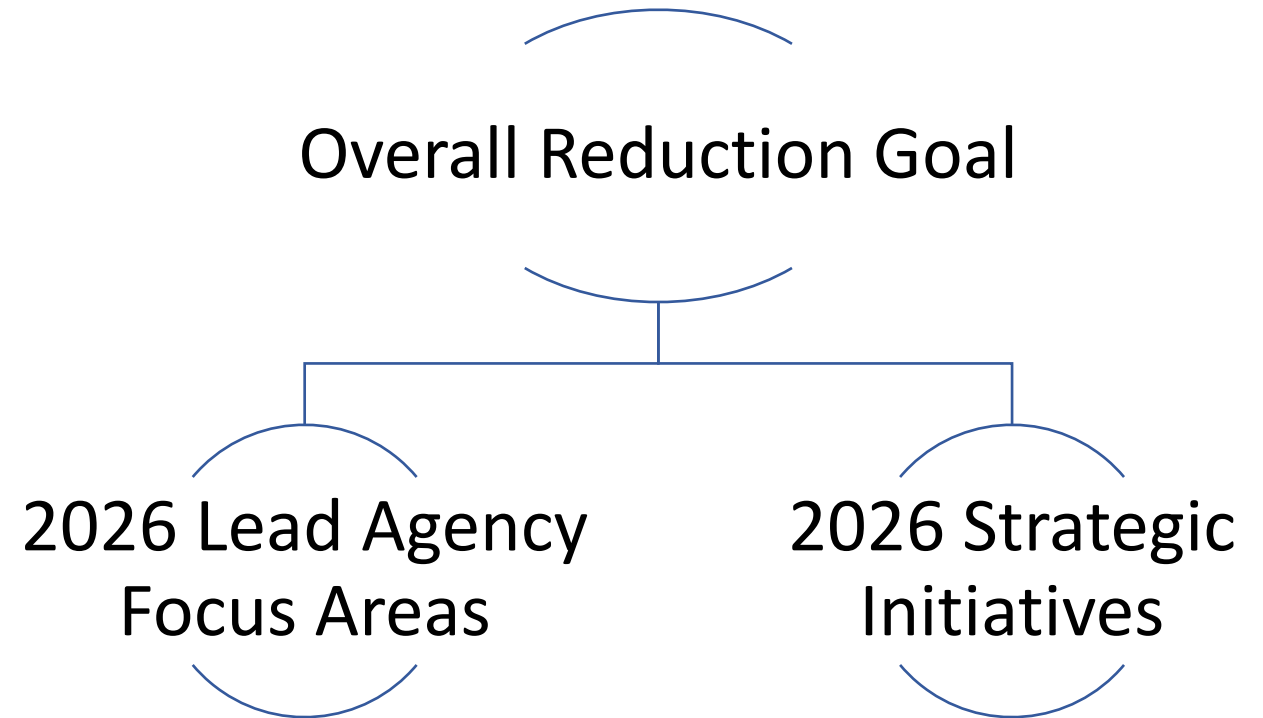 Overall Reduction Goal
2026 Lead Agency
Focus Areas
2026 Strategic
Initiatives